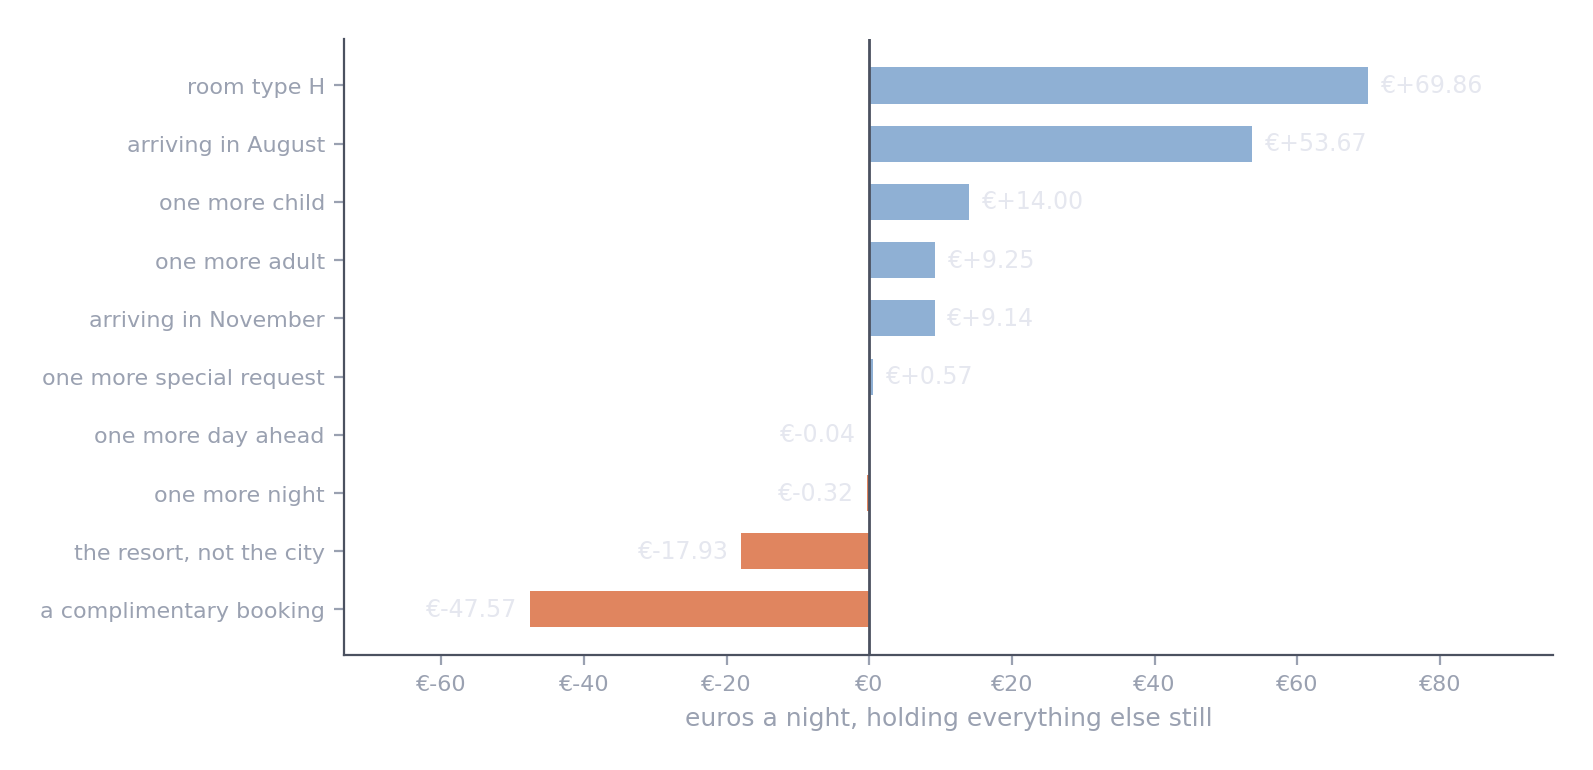 room type H €+69.86
arriving in August €+53.67
one more child €+14.00
one more adult €+9.25
arriving in November €+9.14
one more special request €+0.57
one more day ahead €-0.04
one more night €-0.32
the resort, not the city €-17.93
a complimentary booking €-47.57
€-60 €-40 €-20 €0 €20 €40 €60 €80
euros a night, holding everything else still